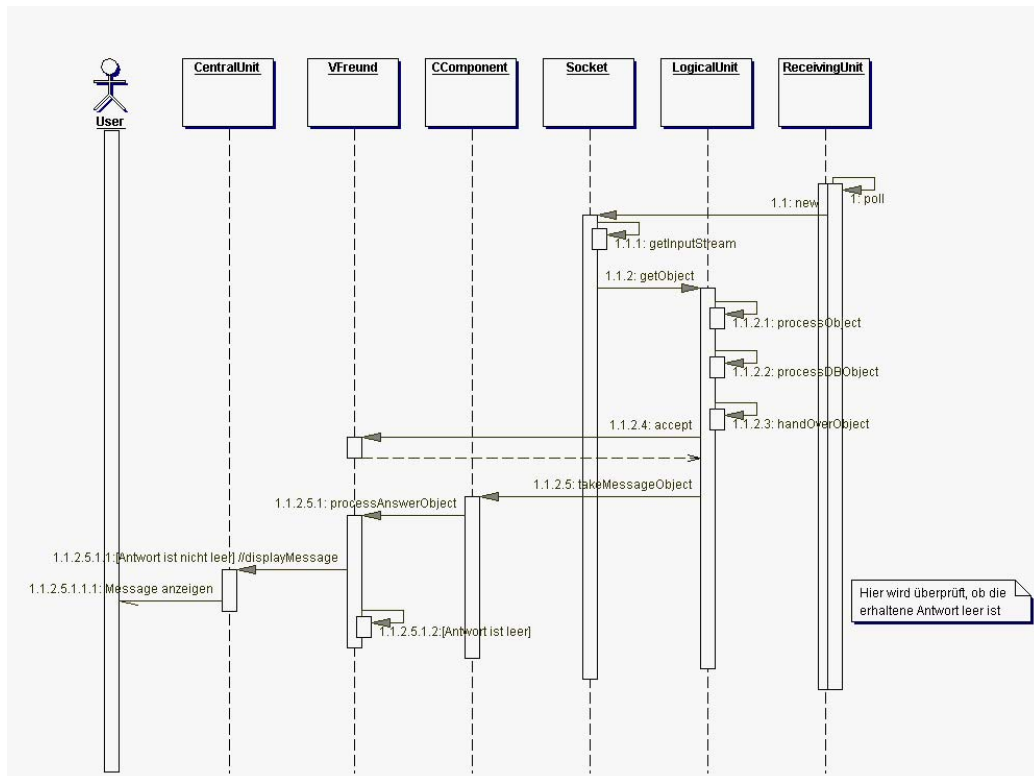 CentralUnit
VFreund
CComponent
Socket
LogicalUnit
ReceivingUnit
User
1: poll
1.1: new
1.1.1: getInputStream
1.1.2: getObject
1.1.2.1: processObject
1.1.2.2: processDBObject
1.1.2.3: handOverObject
1.1.2.4: accept
1.1.2.5: takeMessageObject
1.1.2.5.1: processAnswerObject
1.1.2.5.1.1:[Antwort ist nicht leer] //displayMessage
1.1.2.5.1.1.1: Message anzeigen
1.1.2.5.1.2:[Antwort ist leer]
Hier wird überprüft, ob die
erhaltene Antwort leer ist